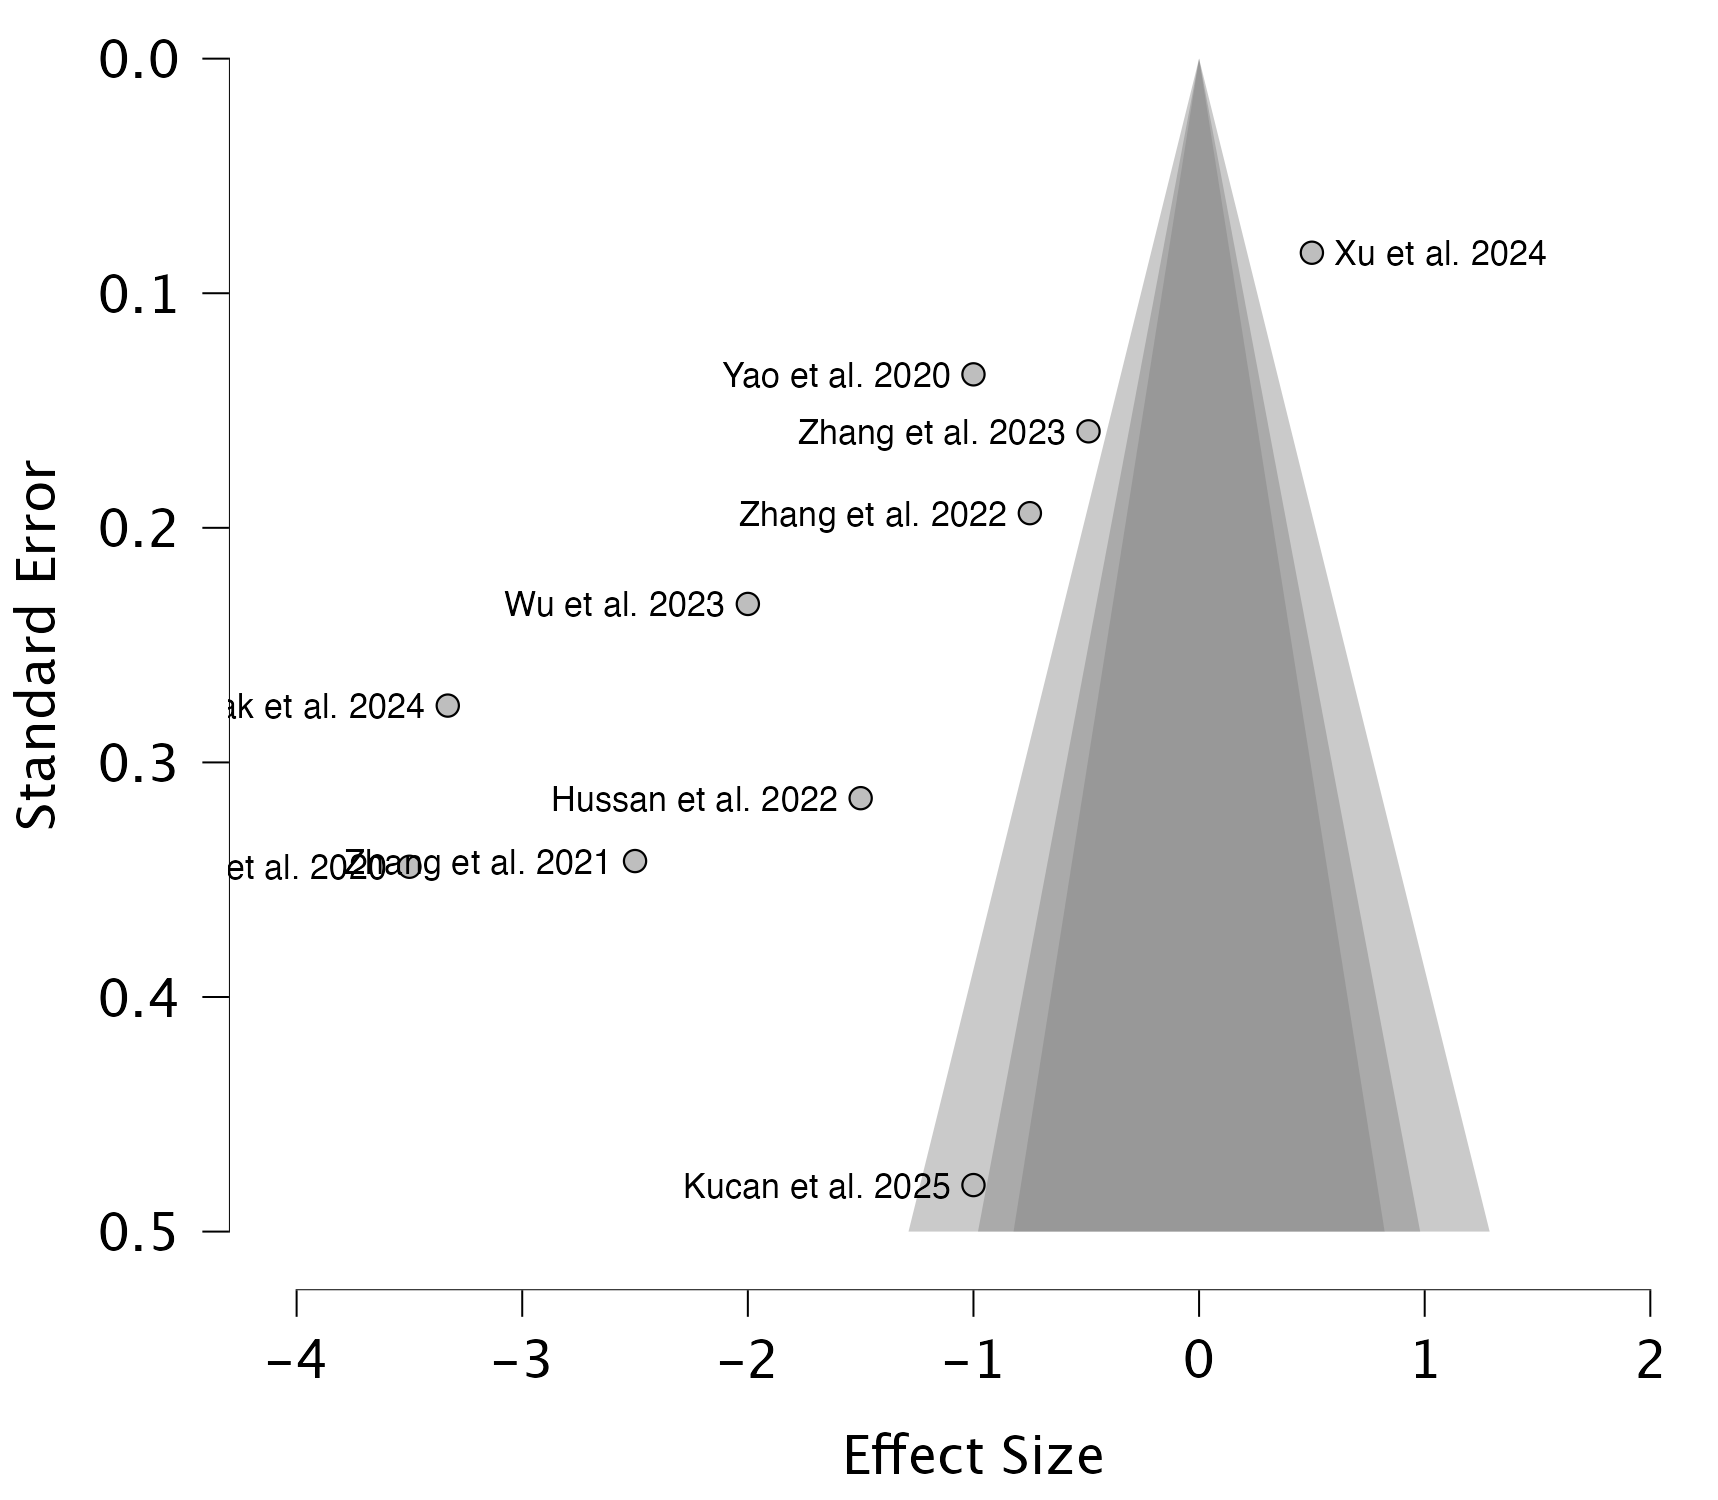 0.0
0.1
0.2
0.3
0.4
0.5
Standard Error
Xu et al. 2024
Yao et al. 2020
Zhang et al. 2023
Zhang et al. 2022
Wu et al. 2023
ak et al. 2024
Hussan et al. 2022
Zhang et al. 2021
et al. 2020
Kucan et al. 2025
−4
−3
−2
−1
0
1
2
Effect Size